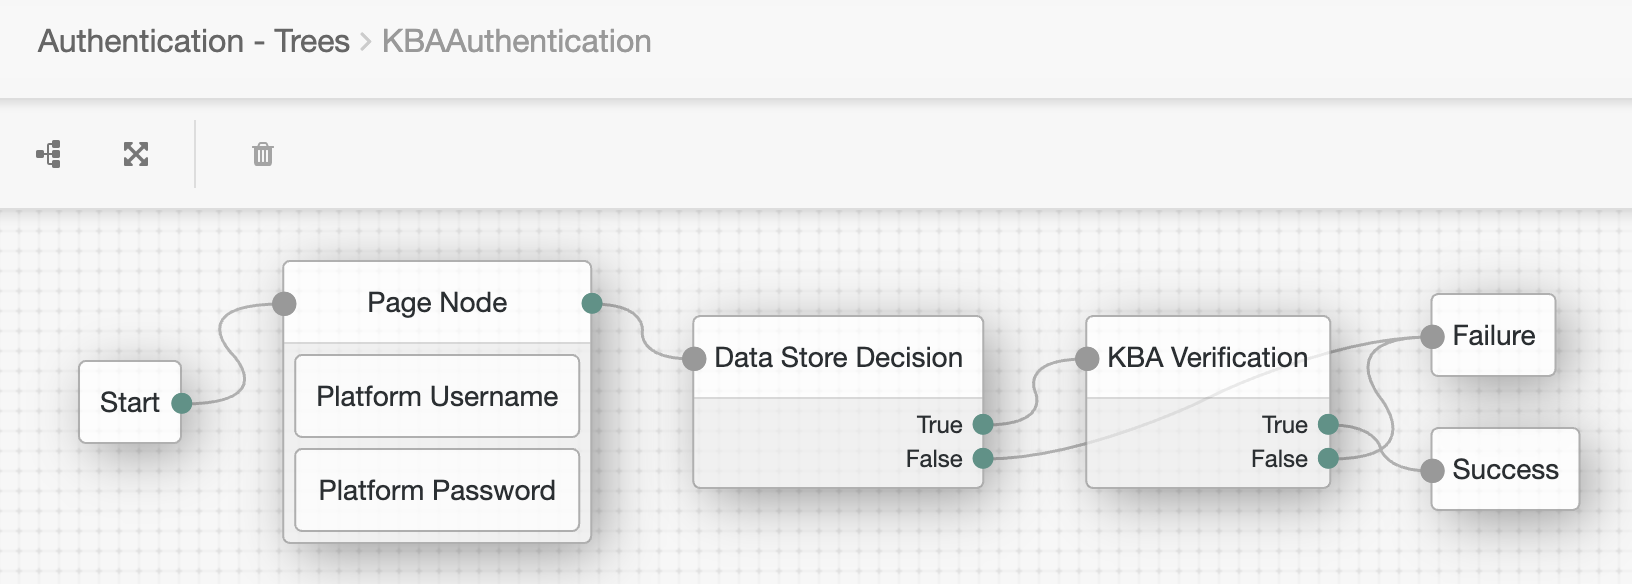 Authentication - Trees > KBAAuthentication
Start
Page Node
Platform Username
Platform Password
Data Store Decision
True
False
KBA Verification
True
False
Failure
Success